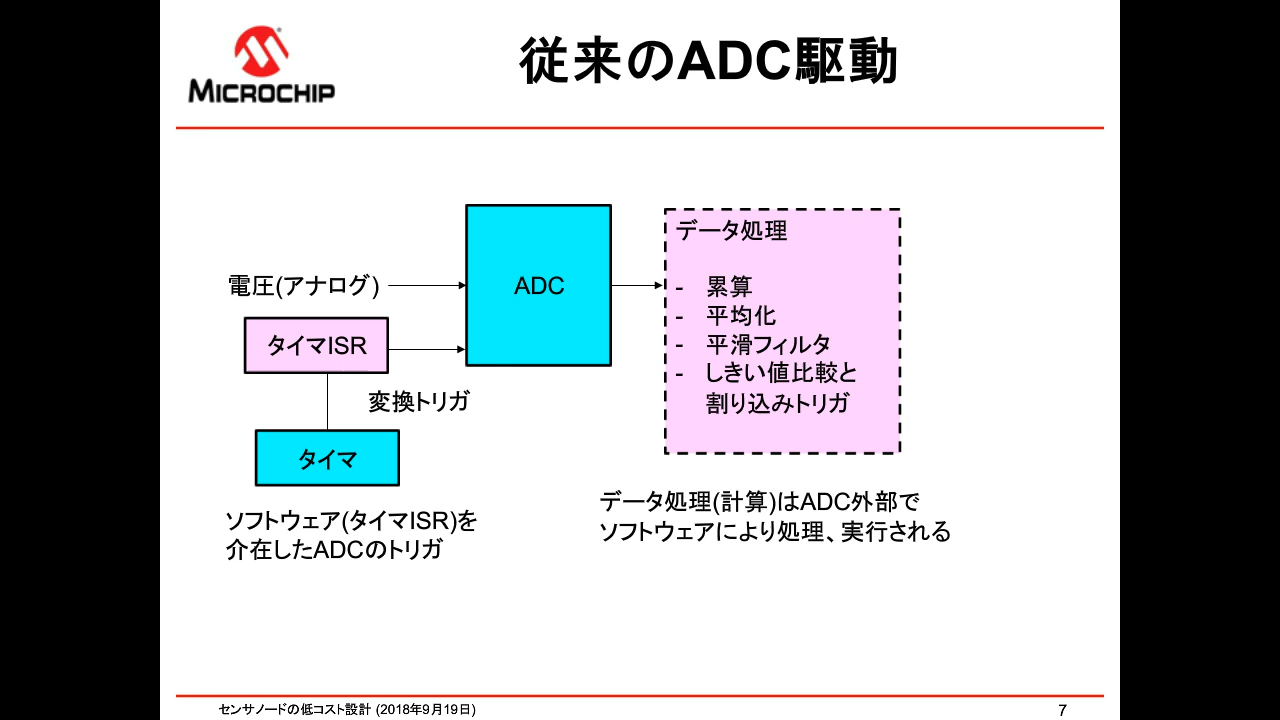 MICROCHIP
従来のADC駆動
電圧(アナログ)
ADC
タイマISR
変換トリガ
タイマ
ソフトウェア(タイマISR)を
介在したADCのトリガ
データ処理
- 累算
- 平均化
- 平滑フィルタ
- しきい値比較と
割り込みトリガ
データ処理(計算)はADC外部で
ソフトウェアにより処理、実行される
センサノードの低コスト設計 (2018年9月19日)
7